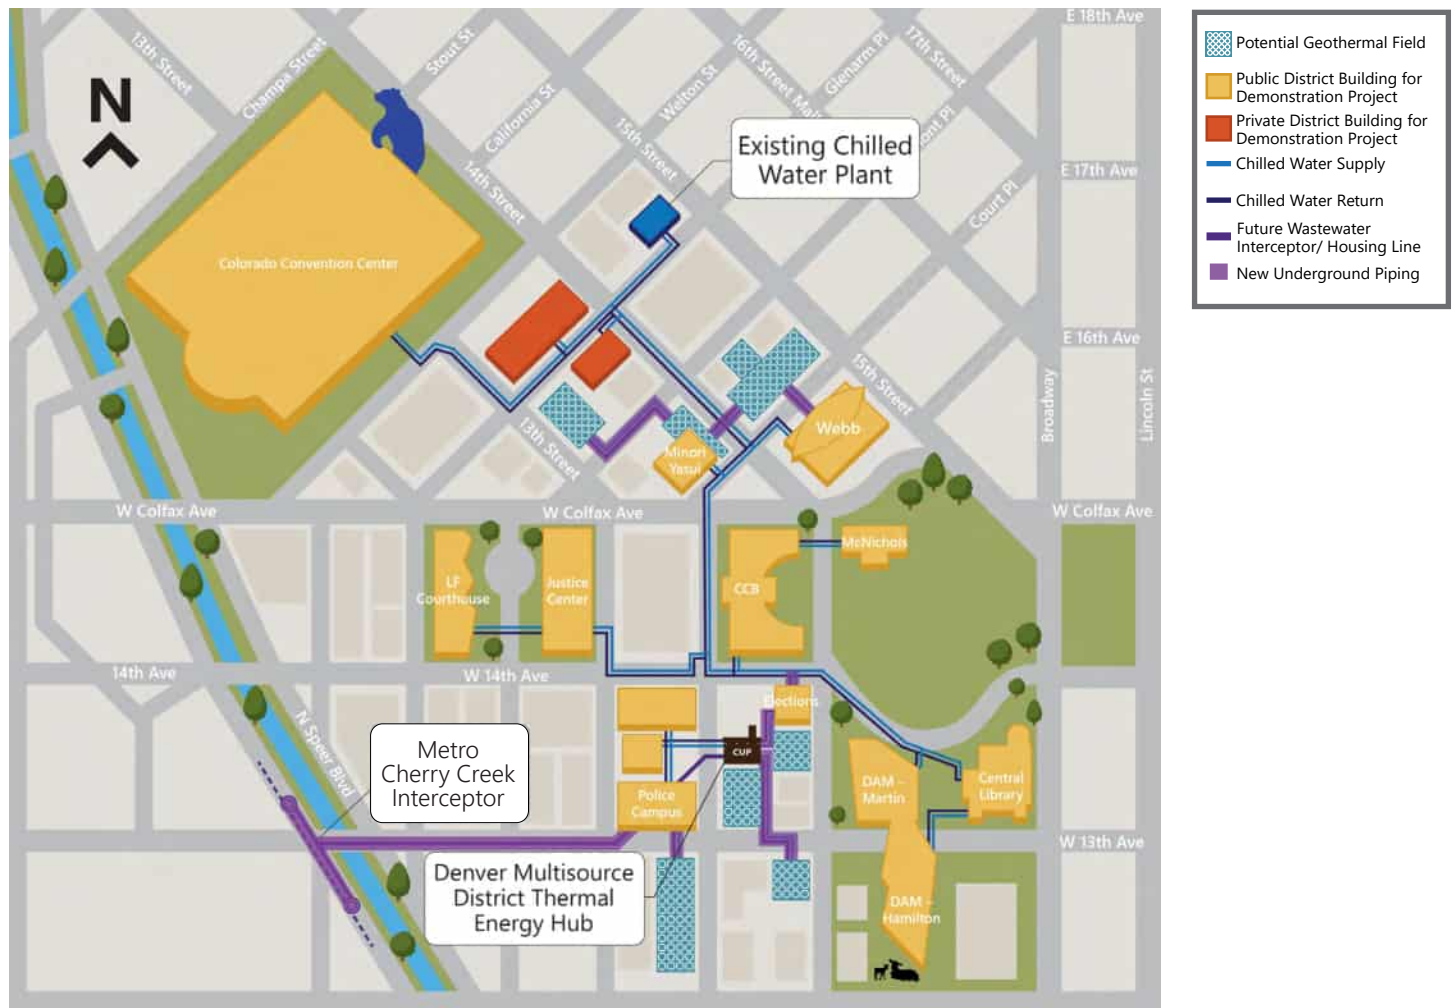 E 18th Ave
13th Street
Champa Street
Stout St
California St
Welton St
16th Street Mall
Glenarm Pl
17th Street
N
15th Street
14th Street
Existing Chilled
Water Plant
E 17th Ave
Court Pl
Colorado Convention Center
E 16th Ave
15th Street
Broadway
Lincoln St
13th Street
Webb
Minori
Yasui
W Colfax Ave
W Colfax Ave
W Colfax Ave
McNichols
LF
Courthouse
Justice
Center
CCB
14th Ave
W 14th Ave
N Speer Blvd
Elections
Metro
Cherry Creek
Interceptor
CUP
Police
Campus
DAM -
Martin
Central
Library
W 13th Ave
Denver Multisource
District Thermal
Energy Hub
DAM -
Hamilton
Potential Geothermal Field
Public District Building for
Demonstration Project
Private District Building for
Demonstration Project
Chilled Water Supply
Chilled Water Return
Future Wastewater
Interceptor/ Housing Line
New Underground Piping